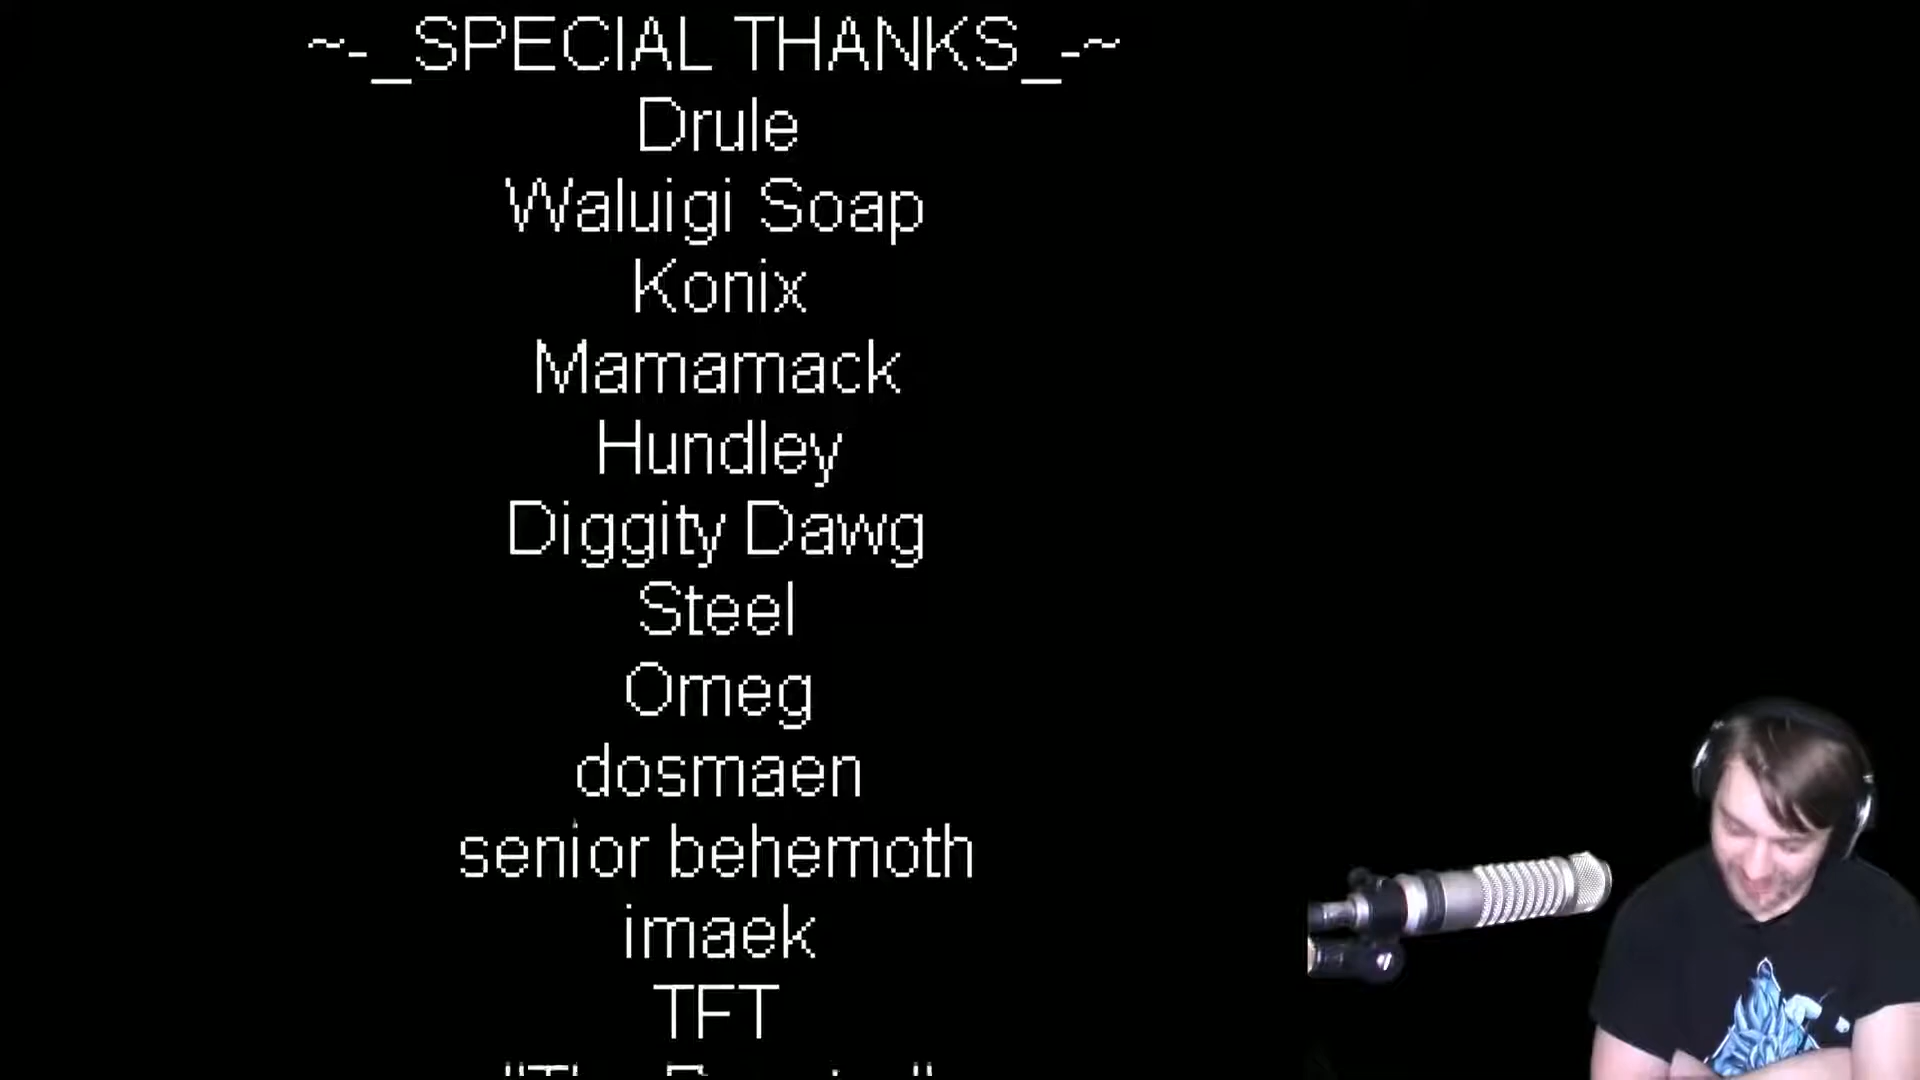 ~-_SPECIAL THANKS_-~
Drule
Waluigi Soap
Konix
Mamamack
Hundley
Diggity Dawg
Steel
Omeg
dosmaen
senior behemoth
imaek
TFT